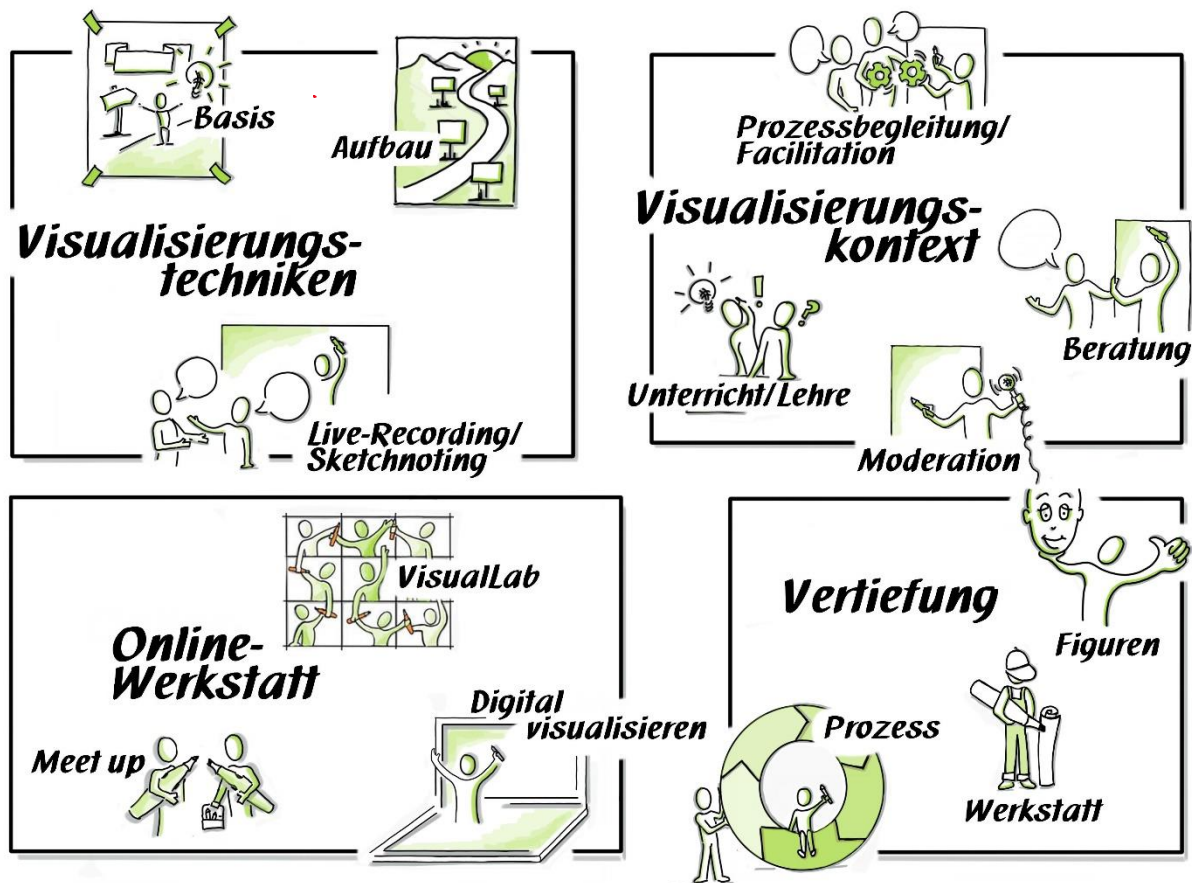 Basis
Aufbau
Visualisierungs-
techniken
Live-Recording/
Sketchnoting
Prozessbegleitung/
Facilitation
Visualisierungs-
kontext
!
?
Unterricht/Lehre
Beratung
Moderation
VisualLab
Online-
Werkstatt
Meet up
Digital
visualisieren
Vertiefung
Figuren
Prozess
Werkstatt